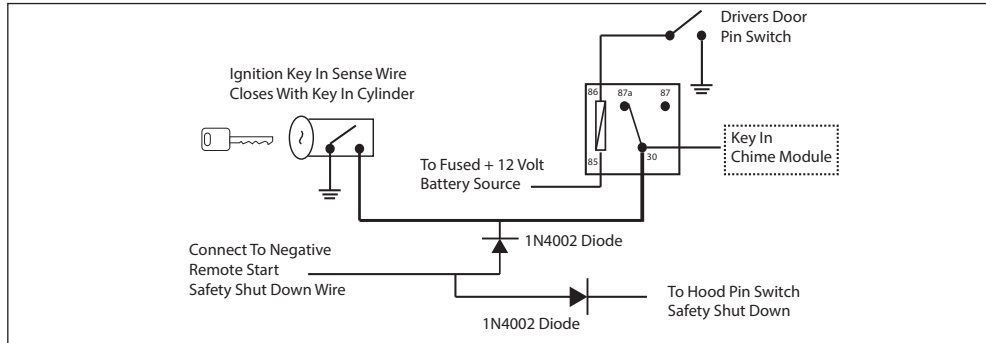 Drivers Door
Pin Switch
Ignition Key In Sense Wire
Closes With Key In Cylinder
86
87a
87
Key In
Chime Module
85
30
To Fused + 12 Volt
Battery Source
1N4002 Diode
Connect To Negative
Remote Start
Safety Shut Down Wire
To Hood Pin Switch
Safety Shut Down
1N4002 Diode